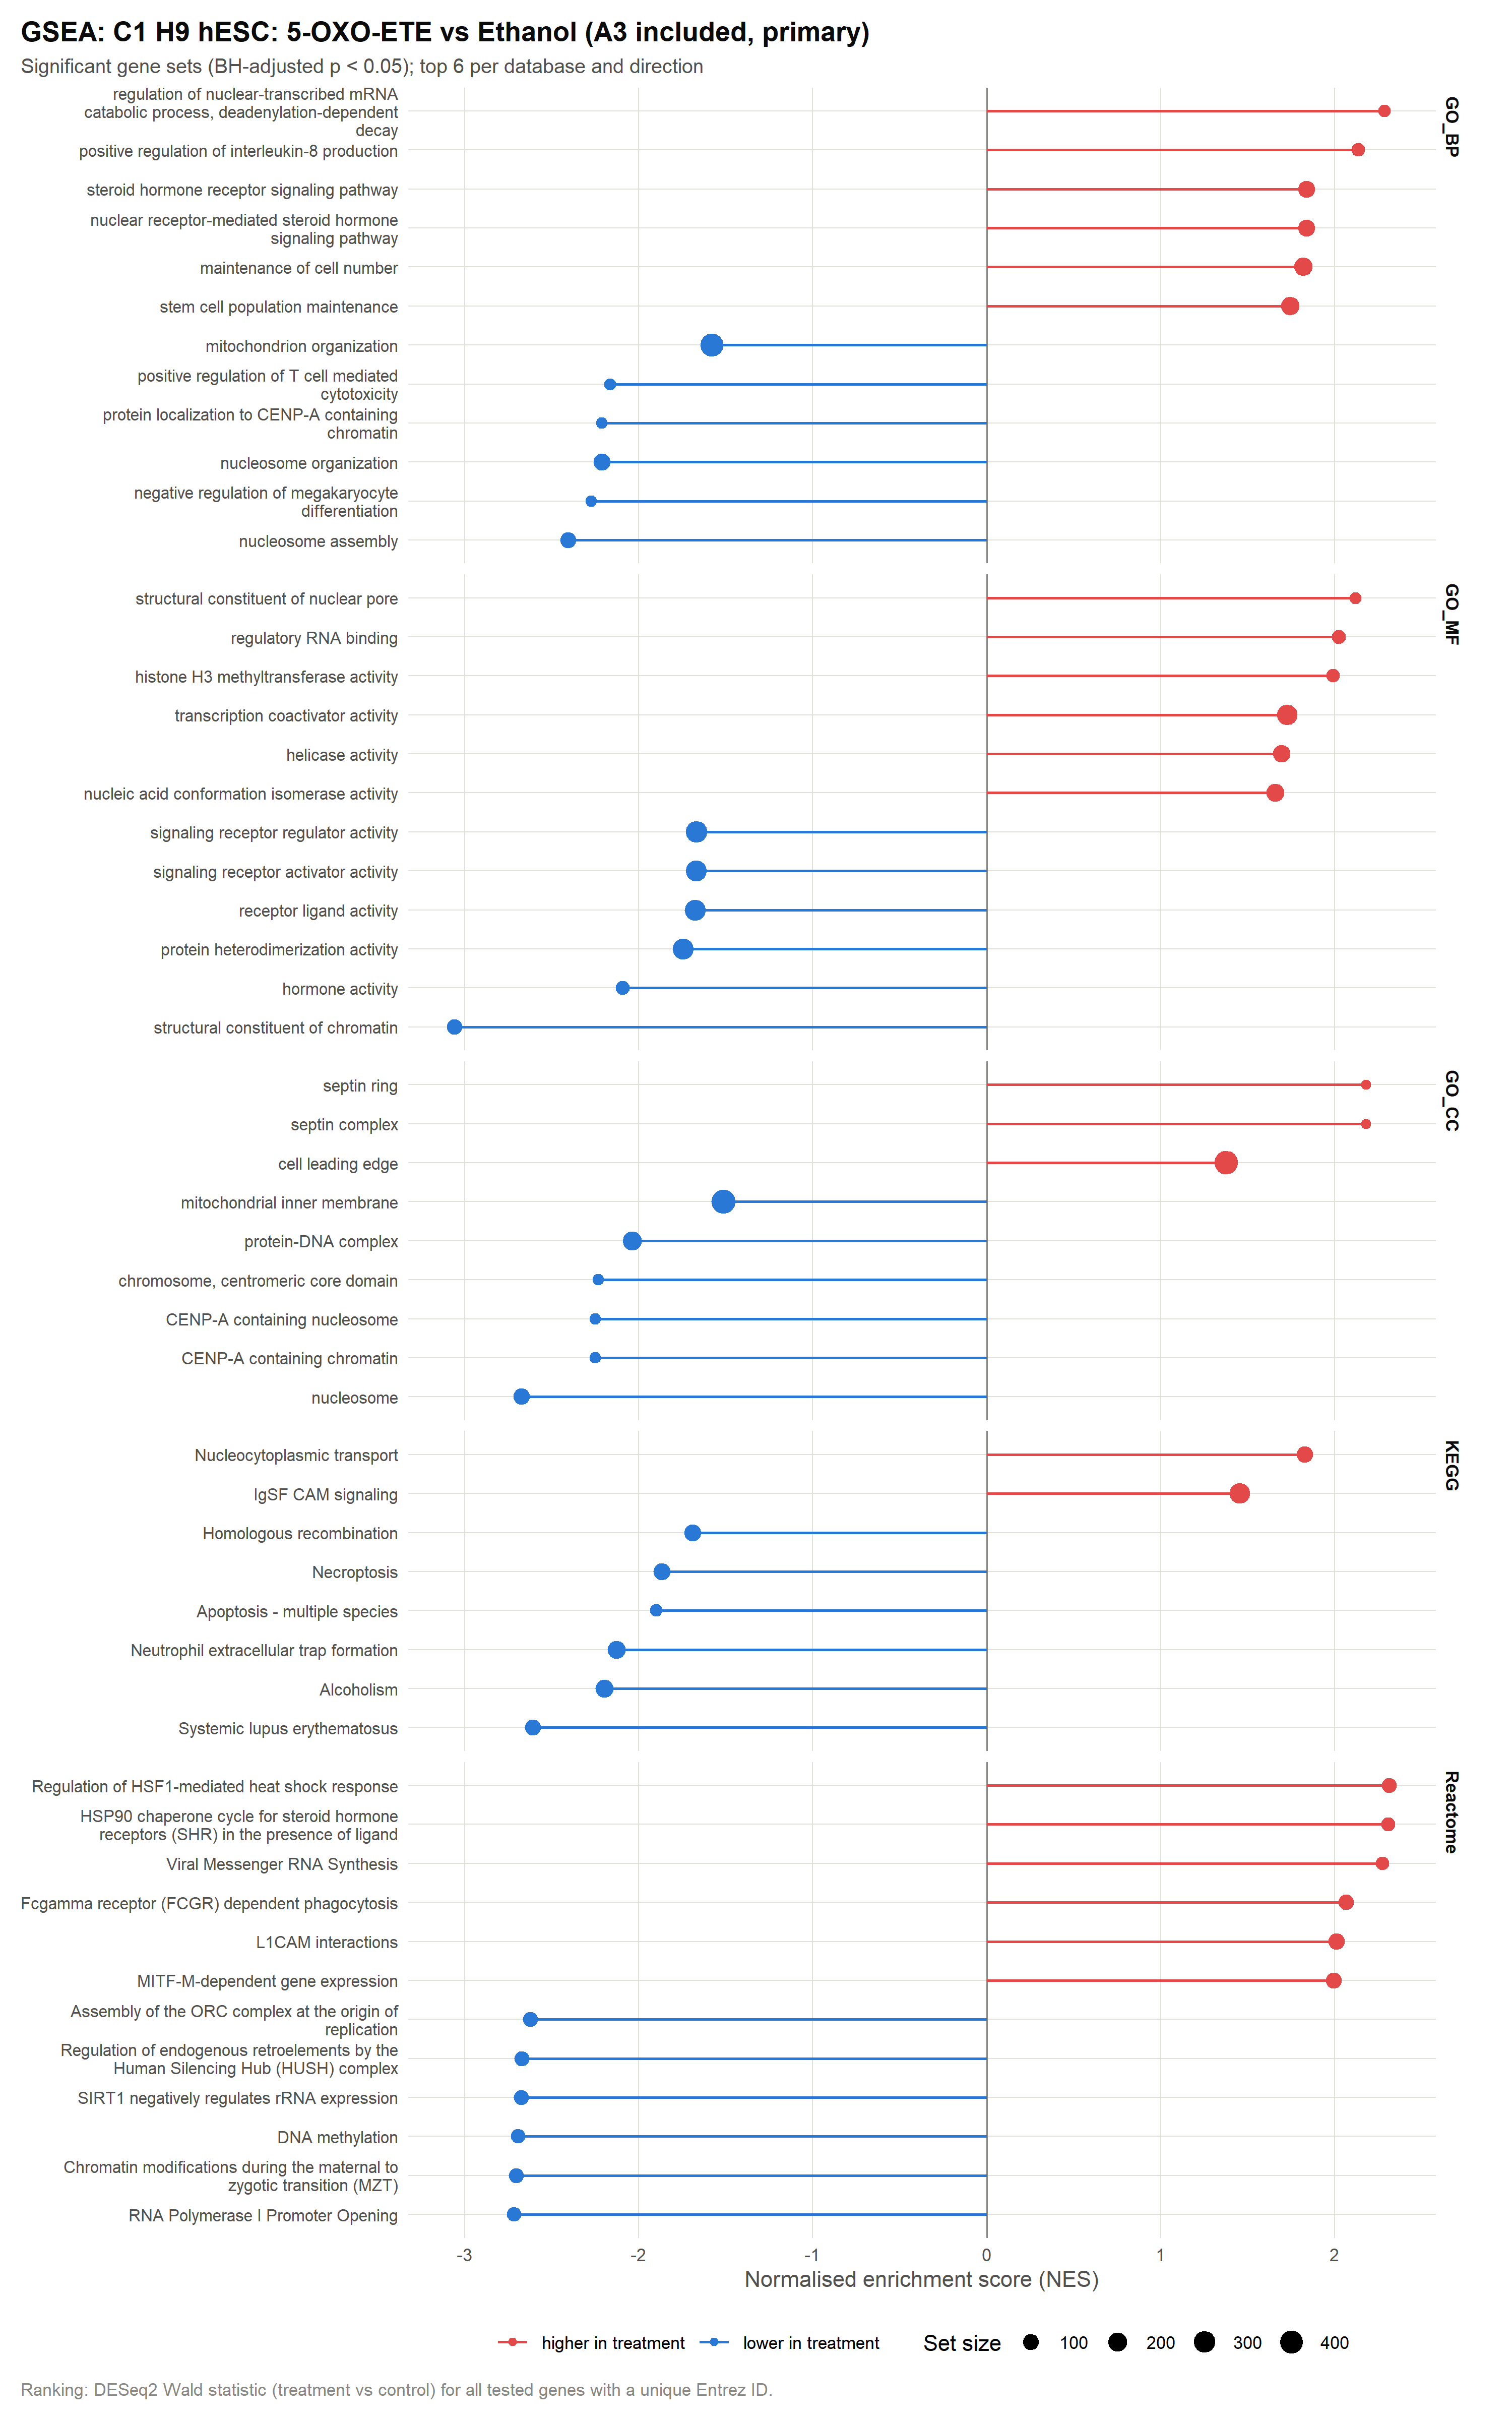 GSEA: C1 H9 hESC: 5-OXO-ETE vs Ethanol (A3 included, primary)
Significant gene sets (BH-adjusted p < 0.05); top 6 per database and direction
GO_BP
regulation of nuclear-transcribed mRNA
catabolic process, deadenylation-dependent
decay
positive regulation of interleukin-8 production
steroid hormone receptor signaling pathway
nuclear receptor-mediated steroid hormone
signaling pathway
maintenance of cell number
stem cell population maintenance
mitochondrion organization
positive regulation of T cell mediated
cytotoxicity
protein localization to CENP-A containing
chromatin
nucleosome organization
negative regulation of megakaryocyte
differentiation
nucleosome assembly
GO_MF
structural constituent of nuclear pore
regulatory RNA binding
histone H3 methyltransferase activity
transcription coactivator activity
helicase activity
nucleic acid conformation isomerase activity
signaling receptor regulator activity
signaling receptor activator activity
receptor ligand activity
protein heterodimerization activity
hormone activity
structural constituent of chromatin
GO_CC
septin ring
septin complex
cell leading edge
mitochondrial inner membrane
protein-DNA complex
chromosome, centromeric core domain
CENP-A containing nucleosome
CENP-A containing chromatin
nucleosome
KEGG
Nucleocytoplasmic transport
IgSF CAM signaling
Homologous recombination
Necroptosis
Apoptosis - multiple species
Neutrophil extracellular trap formation
Alcoholism
Systemic lupus erythematosus
Reactome
Regulation of HSF1-mediated heat shock response
HSP90 chaperone cycle for steroid hormone
receptors (SHR) in the presence of ligand
Viral Messenger RNA Synthesis
Fcgamma receptor (FCGR) dependent phagocytosis
L1CAM interactions
MITF-M-dependent gene expression
Assembly of the ORC complex at the origin of
replication
Regulation of endogenous retroelements by the
Human Silencing Hub (HUSH) complex
SIRT1 negatively regulates rRNA expression
DNA methylation
Chromatin modifications during the maternal to
zygotic transition (MZT)
RNA Polymerase I Promoter Opening
-3 -2 -1 0 1 2
Normalised enrichment score (NES)
higher in treatment lower in treatment Set size 100 200 300 400
Ranking: DESeq2 Wald statistic (treatment vs control) for all tested genes with a unique Entrez ID.